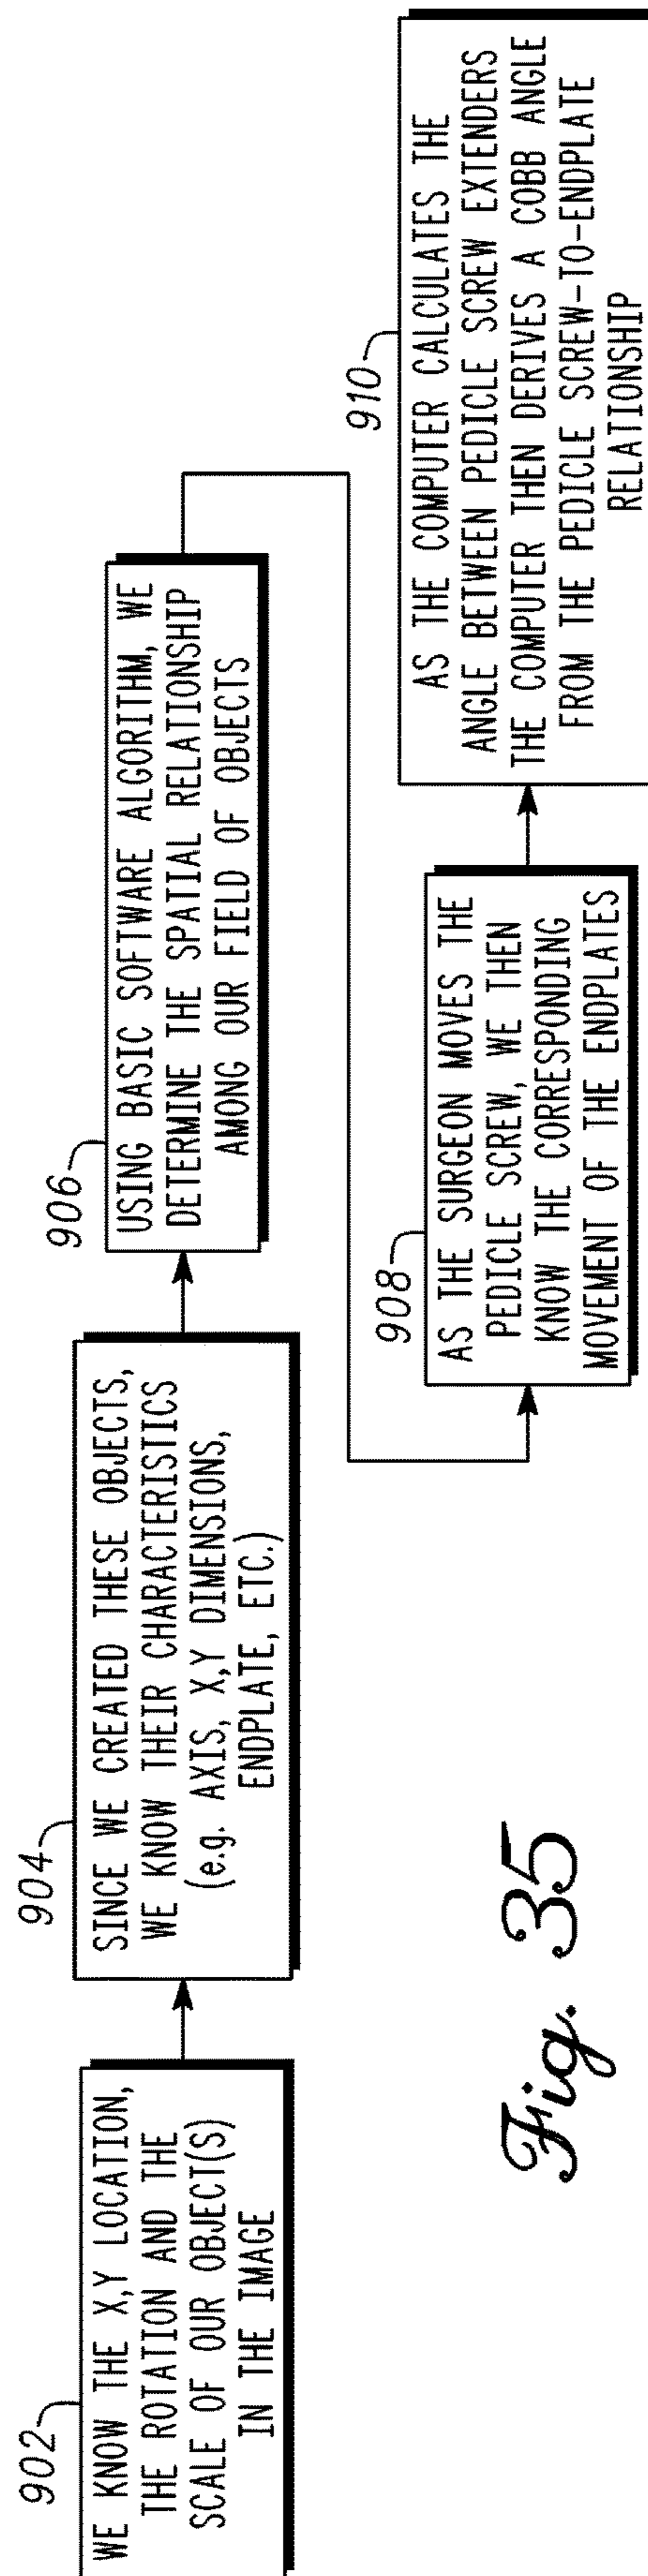 902
WE KNOW THE X,Y LOCATION,
THE ROTATION AND THE
SCALE OF OUR OBJECT(S)
IN THE IMAGE
904
SINCE WE CREATED THESE OBJECTS,
WE KNOW THEIR CHARACTERISTICS
(e.g. AXIS, X,Y DIMENSIONS,
ENDPLATE, ETC.)
906
USING BASIC SOFTWARE ALGORITHM, WE
DETERMINE THE SPATIAL RELATIONSHIP
AMONG OUR FIELD OF OBJECTS
908
AS THE SURGEON MOVES THE
PEDICLE SCREW, WE THEN
KNOW THE CORRESPONDING
MOVEMENT OF THE ENDPLATES
910
AS THE COMPUTER CALCULATES THE
ANGLE BETWEEN PEDICLE SCREW EXTENDERS
THE COMPUTER THEN DERIVES A COBB ANGLE
FROM THE PEDICLE SCREW-TO-ENDPLATE
RELATIONSHIP
Fig. 35